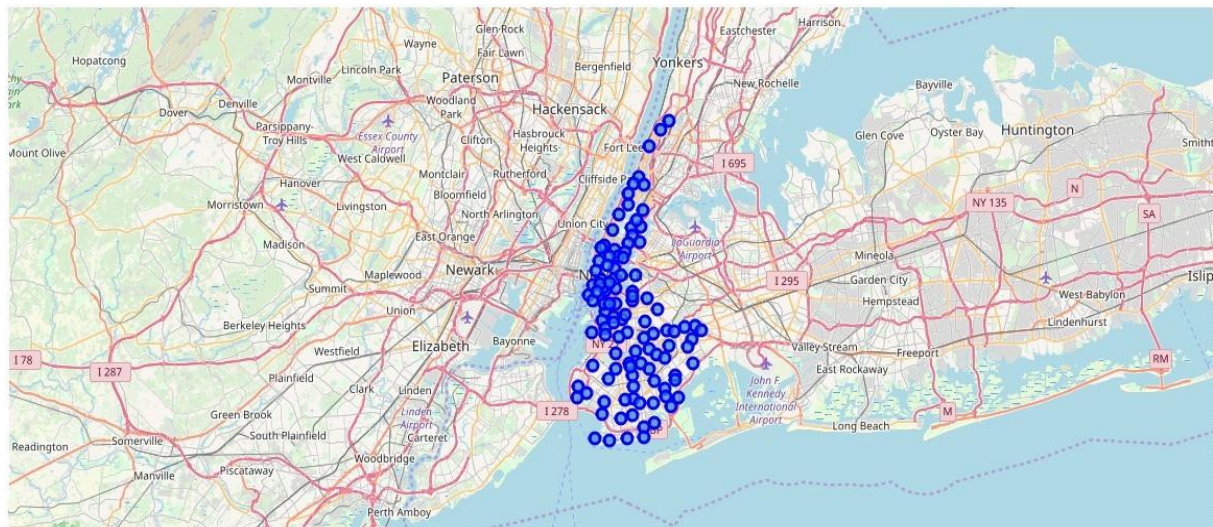 Harrison
Glen Rock
Eastchester
Hopatcong
Wayne
Fair Lawn
Lincoln Park
Bergenfield
Yonkers
Montville
Paterson
New Rochelle
Bayville
Denville
Woodland
Park
Hackensack
Dover
Parsippany-
Troy Hills
Essex County
Airport
Clifton
Hasbrouck
Heights
Glen Cove
Oyster Bay
Huntington
Mount Olive
West Caldwell
Fort Lee
I 695
Smith
Montclair
Rutherford
Cliffside
Hanover
Bloomfield
N
Morristown
Livingston
North Arlington
Union City
NY 135
SA
East Orange
LaGuardia
Airport
Madison
Mineola
Maplewood
Newark
N
Garden City
I 295
Islip
Summit
Hempstead
West Babylon
Union
Berkeley Heights
Bayonne
Lindenhurst
Elizabeth
NY 2
Valley Stream
Freeport
I 78
Westfield
East Rockaway
RM
I 287
Plainfield
Clark
Linden
John F.
Kennedy
International
Airport
Green Brook
Linden
Airport
I 278
M
Long Beach
Somerville
South Plainfield
Carteret
Readington
Woodbridge
Manville
Piscataway
Perth Amboy